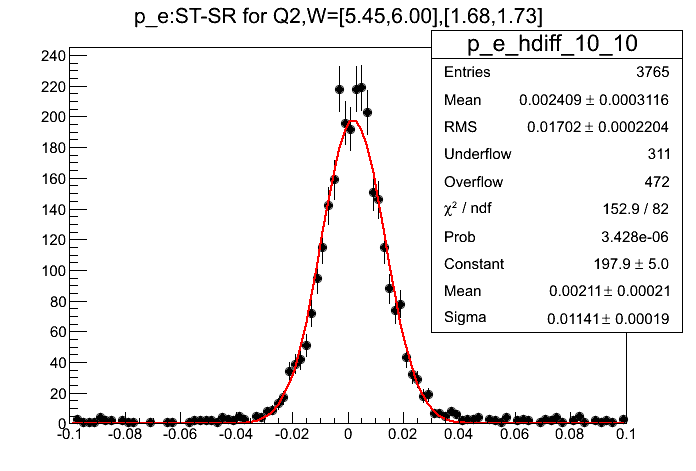 p_e:ST-SR for Q2,W=[5.45,6.00],[1.68,1.73]
p_e_hdiff_10_10
Entries 3765
Mean 0.002409 ± 0.0003116
RMS 0.01702 ± 0.0002204
Underflow 311
Overflow 472
χ² / ndf 152.9 / 82
Prob 3.428e-06
Constant 197.9 ± 5.0
Mean 0.00211 ± 0.00021
Sigma 0.01141 ± 0.00019
240
220
200
180
160
140
120
100
80
60
40
20
0
-0.1 -0.08 -0.06 -0.04 -0.02 0 0.02 0.04 0.06 0.08 0.1